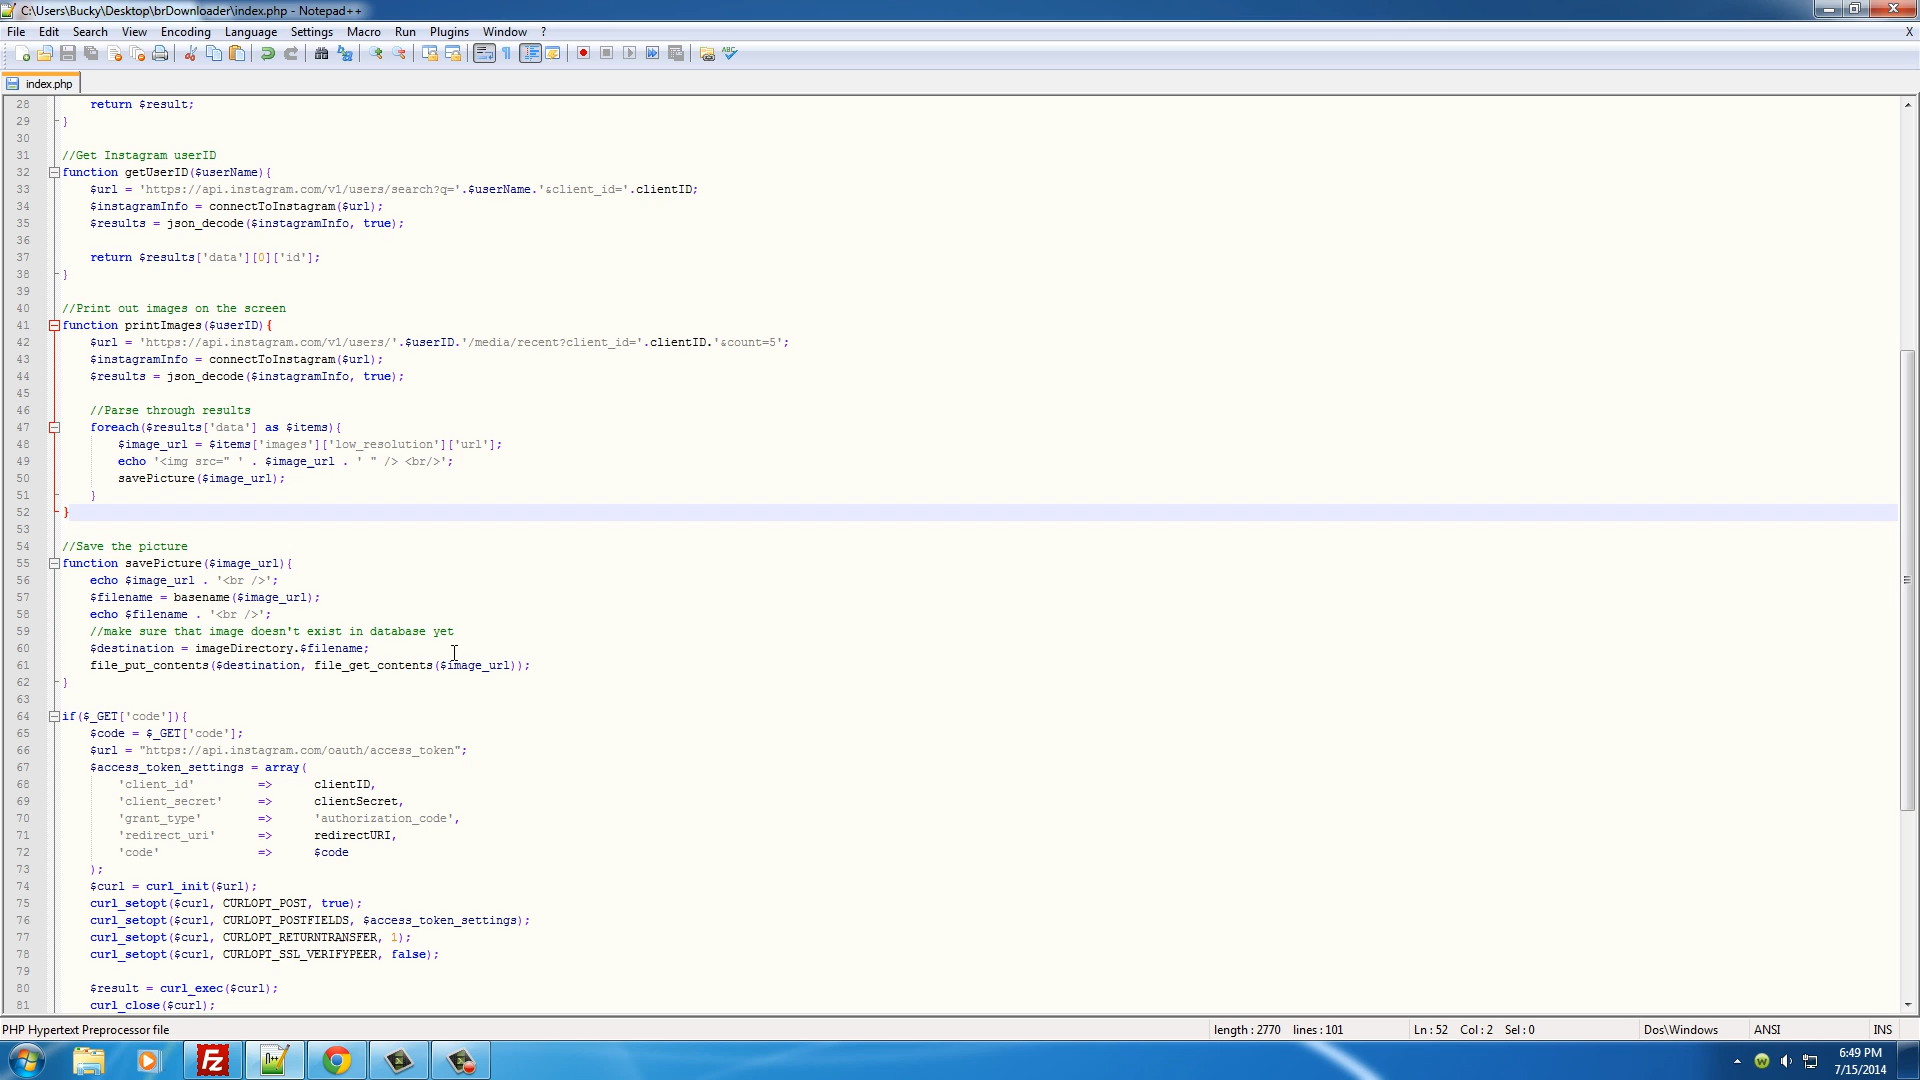 C:\Users\Bucky\Desktop\brDownloader\index.php - Notepad++
File Edit Search View Encoding Language Settings Macro Run Plugins Window ? X
index.php
28 return $result;
29 }
30
31 //Get Instagram userID
32 function getUserID($userName){
33 $url = 'https://api.instagram.com/v1/users/search?q='.$userName.'&client_id='.clientID;
34 $instagramInfo = connectToInstagram($url);
35 $results = json_decode($instagramInfo, true);
36
37 return $results['data'][0]['id'];
38 }
39
40 //Print out images on the screen
41 function printImages($userID){
42 $url = 'https://api.instagram.com/v1/users/'.$userID.'/media/recent?client_id='.clientID.'&count=5';
43 $instagramInfo = connectToInstagram($url);
44 $results = json_decode($instagramInfo, true);
45
46 //Parse through results
47 foreach($results['data'] as $items){
48 $image_url = $items['images']['low_resolution']['url'];
49 echo '<img src=" ' . $image_url . ' " /> <br/>';
50 savePicture($image_url);
51 }
52 }
53
54 //Save the picture
55 function savePicture($image_url){
56 echo $image_url . '<br />';
57 $filename = basename($image_url);
58 echo $filename . '<br />';
59 //make sure that image doesn't exist in database yet
60 $destination = imageDirectory.$filename;
61 file_put_contents($destination, file_get_contents($image_url));
62 }
63
64 if($_GET['code']){
65 $code = $_GET['code'];
66 $url = "https://api.instagram.com/oauth/access_token";
67 $access_token_settings = array(
68 'client_id' => clientID,
69 'client_secret' => clientSecret,
70 'grant_type' => 'authorization_code',
71 'redirect_uri' => redirectURI,
72 'code' => $code
73 );
74 $curl = curl_init($url);
75 curl_setopt($curl, CURLOPT_POST, true);
76 curl_setopt($curl, CURLOPT_POSTFIELDS, $access_token_settings);
77 curl_setopt($curl, CURLOPT_RETURNTRANSFER, 1);
78 curl_setopt($curl, CURLOPT_SSL_VERIFYPEER, false);
79
80 $result = curl_exec($curl);
81 curl_close($curl);
PHP Hypertext Preprocessor file length : 2770 lines : 101 Ln : 52 Col : 2 Sel : 0 Dos\Windows ANSI INS
6:49 PM
7/15/2014